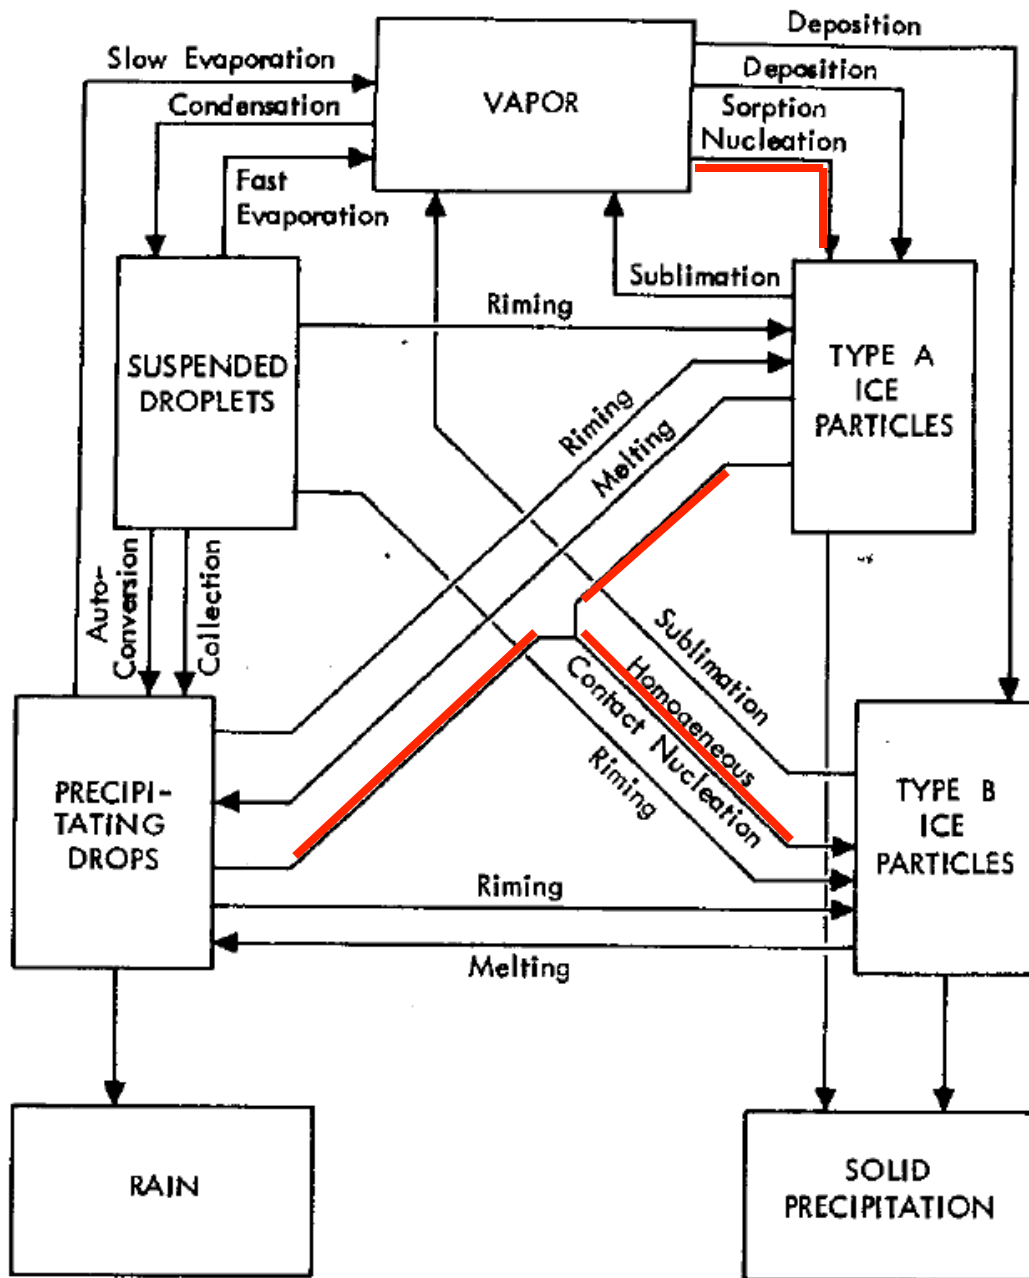 Deposition
Slow Evaporation
VAPOR
Deposition
Condensation
Sorption
Nucleation
Fast
Evaporation
Sublimation
Riming
SUSPENDED
DROPLETS
TYPE A
ICE
PARTICLES
Riming
Melting
Auto-
Conversion
Collection
Sublimation
Homogeneous
Contact Nucleation
Riming
PRECIPI-
TATING
DROPS
TYPE B
ICE
PARTICLES
Riming
Melting
RAIN
SOLID
PRECIPITATION